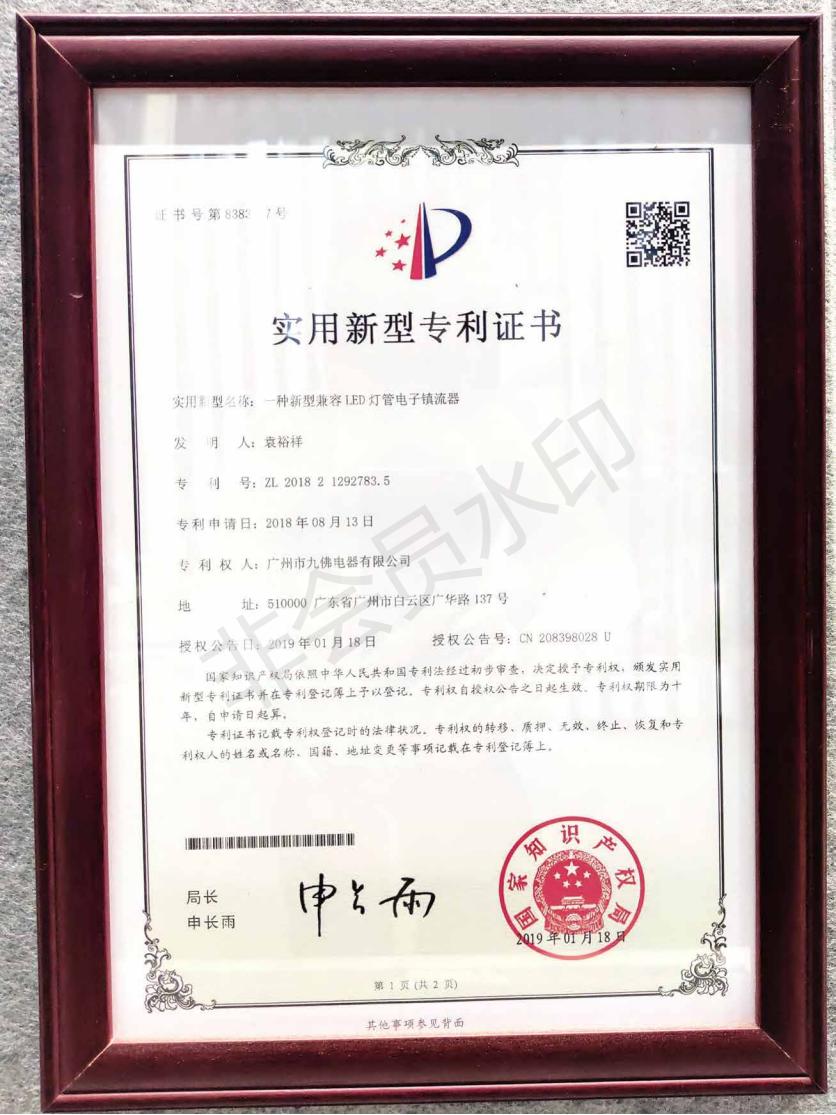 证书号第8382 7号
实用新型专利证书
实用新型名称：一种新型兼容LED灯管电子镇流器
发明人：袁裕祥
专利号：ZL 2018 2 1292783.5
专利申请日：2018年08月13日
专利权人：广州市九佛电器有限公司
地址：510000 广东省广州市白云区广华路137号
授权公告日：2019年01月18日 授权公告号：CN 208398028 U
国家知识产权局依照中华人民共和国专利法经过初步审查，决定授予专利权，颁发实用
新型专利证书并在专利登记簿上予以登记。专利权自授权公告之日起生效。专利权期限为十
年，自申请日起算。
专利证书记载专利权登记时的法律状况。专利权的转移、质押、无效、终止、恢复和专
利权人的姓名或名称、国籍、地址变更等事项记载在专利登记簿上。
局长
申长雨
申长雨
国家知识产权局
2019年01月18日
第1页(共2页)
其他事项参见背面
非会员水印